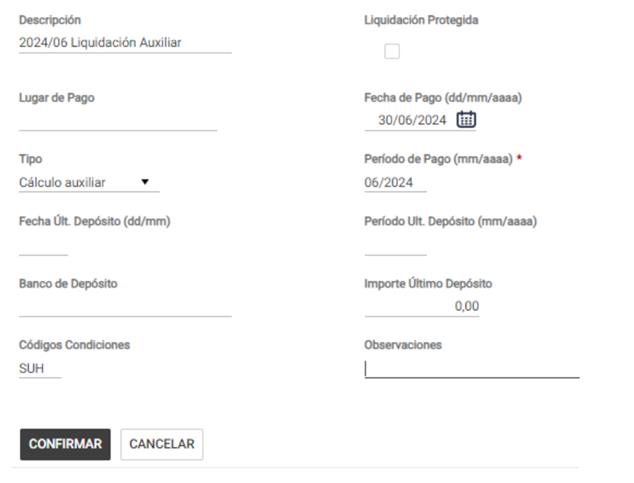 Descripción
Liquidación Protegida
2024/06 Liquidación Auxiliar
Lugar de Pago
Fecha de Pago (dd/mm/aaaa)
30/06/2024
Tipo
Período de Pago (mm/aaaa) *
Cálculo auxiliar
06/2024
Fecha Últ. Depósito (dd/mm)
Período Ult. Depósito (mm/aaaa)
Banco de Depósito
Importe Último Depósito
0,00
Códigos Condiciones
Observaciones
SUH
CONFIRMAR
CANCELAR